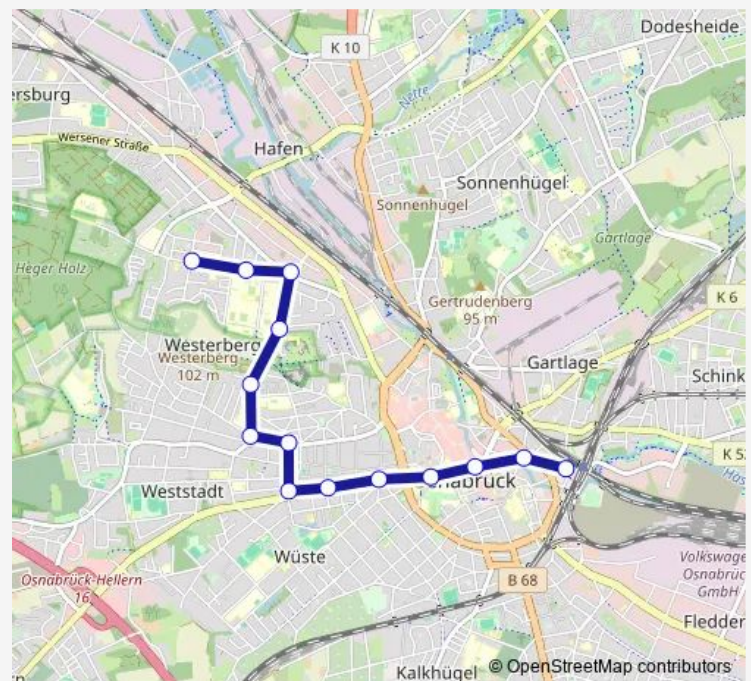 Dodesheide
K 10
ersburg
Nette
Wersener Straße
Hafen
Sonnenhügel
Sonnenhügel
Gartlage
Heger Holz
K 6
Gertrudenberg
95 m
Westerberg
Westerberg
102 m
Gartlage
Schink
K 5
Has
Weststadt
nabrück
Wüste
Volkswage
Osnabrüc
GmbH
Osnabrück-Hellern
16
B 68
Fledder
Kalkhügel
© OpenStreetMap contributors